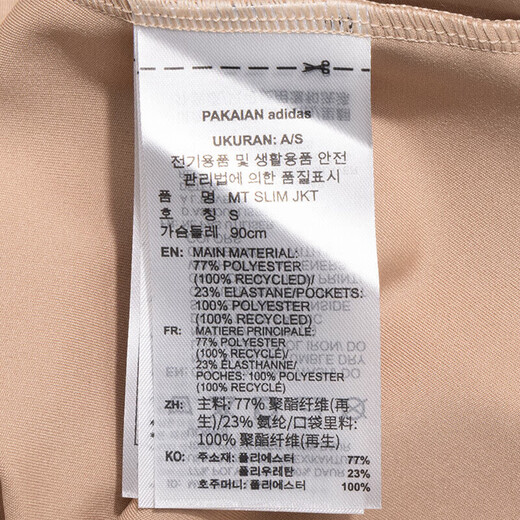 PAKAIAN adidas
UKURAN: A/S
전기용품 및 생활용품 안전
관리법에 의한 품질표시
품 명 MT SLIM JKT
호 칭 S
가슴둘레 90cm
EN: MAIN MATERIAL:
77% POLYESTER
(100% RECYCLED)/
23% ELASTANE/POCKETS:
100% POLYESTER
(100% RECYCLED)
FR: MATIERE PRINCIPALE:
77% POLYESTER
(100% RECYCLÉ)/
23% ÉLASTHANNE/
POCHES: 100% POLYESTER
(100% RECYCLÉ)
ZH: 主料: 77% 聚酯纤维(再
生)/23% 氨纶/口袋里料:
100% 聚酯纤维(再生)
KO: 주소재: 폴리에스터 77%
폴리우레탄 23%
호주머니: 폴리에스터 100%